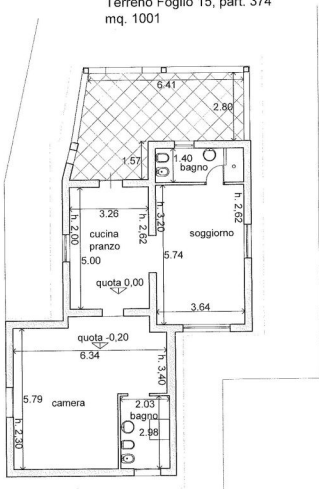 Terreno Foglio 15, part. 374
mq. 1001
6.41
2.80
1.57
1.40
bagno
3.26
h. 2,00
h. 2,62
h. 3,20
h. 2,62
cucina
pranzo
soggiorno
5.00
5.74
quota 0,00
3.64
quota -0,20
6.34
h. 3,40
5.79
camera
2.03
bagno
2.98
h. 2,30